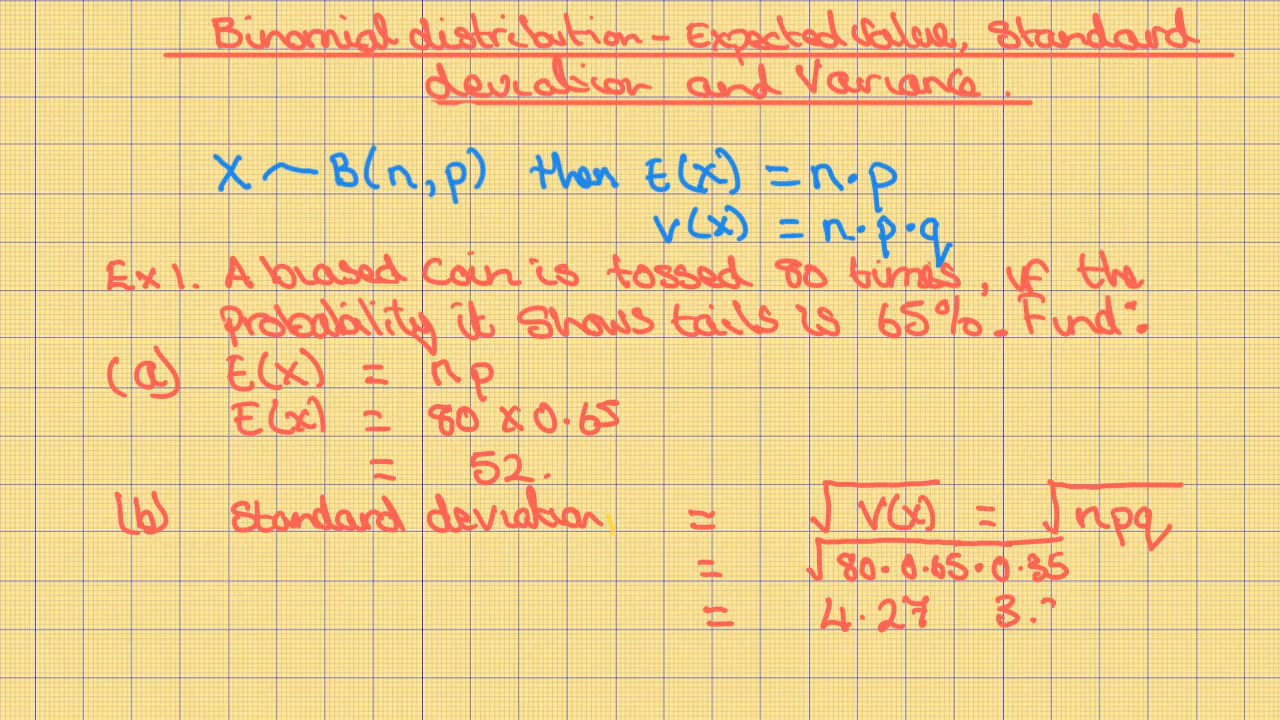 Binomial distribution - Expected Value, Standard
deviation and Variance.
X ~ B(n, p) then E(X) = n·p
V(X) = n·p·q
Ex 1. A biased coin is tossed 80 times, if the
probability it shows tails is 65%. Find:
(a) E(X) = np
E(X) = 80 × 0.65
= 52.
(b) Standard deviation = √V(X) = √npq
= √80·0.65·0.35
= 4.27 3.